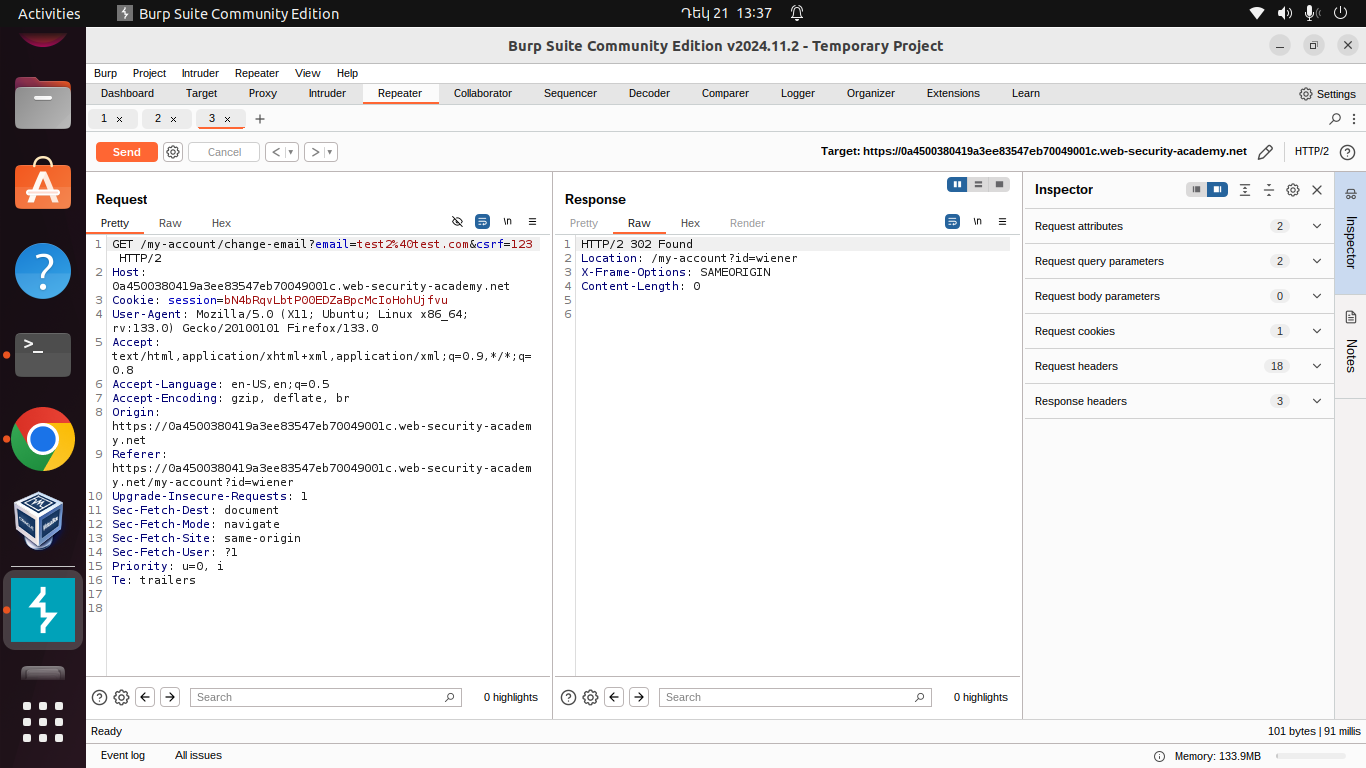 Activities
Burp Suite Community Edition
Դեկ 21 13:37
Burp Suite Community Edition v2024.11.2 - Temporary Project
Burp Project Intruder Repeater View Help
Dashboard Target Proxy Intruder Repeater Collaborator Sequencer Decoder Comparer Logger Organizer Extensions Learn Settings
1 × 2 × 3 × +
Send Cancel < > Target: https://0a4500380419a3ee83547eb70049001c.web-security-academy.net HTTP/2
Request
Pretty Raw Hex \n
1 GET /my-account/change-email?email=test2%40test.com&csrf=123
HTTP/2
2 Host:
0a4500380419a3ee83547eb70049001c.web-security-academy.net
3 Cookie: session=bN4bRqvLbtP00EDZaBpcMcIoHohUjfvu
4 User-Agent: Mozilla/5.0 (X11; Ubuntu; Linux x86_64;
rv:133.0) Gecko/20100101 Firefox/133.0
5 Accept:
text/html,application/xhtml+xml,application/xml;q=0.9,*/*;q=
0.8
6 Accept-Language: en-US,en;q=0.5
7 Accept-Encoding: gzip, deflate, br
8 Origin:
https://0a4500380419a3ee83547eb70049001c.web-security-academ
y.net
9 Referer:
https://0a4500380419a3ee83547eb70049001c.web-security-academ
y.net/my-account?id=wiener
10 Upgrade-Insecure-Requests: 1
11 Sec-Fetch-Dest: document
12 Sec-Fetch-Mode: navigate
13 Sec-Fetch-Site: same-origin
14 Sec-Fetch-User: ?1
15 Priority: u=0, i
16 Te: trailers
17
18
Search 0 highlights
Response
Pretty Raw Hex Render \n
1 HTTP/2 302 Found
2 Location: /my-account?id=wiener
3 X-Frame-Options: SAMEORIGIN
4 Content-Length: 0
5
6
Search 0 highlights
Inspector
Request attributes 2
Request query parameters 2
Request body parameters 0
Request cookies 1
Request headers 18
Response headers 3
Inspector
Notes
Ready
101 bytes | 91 millis
Event log All issues
Memory: 133.9MB